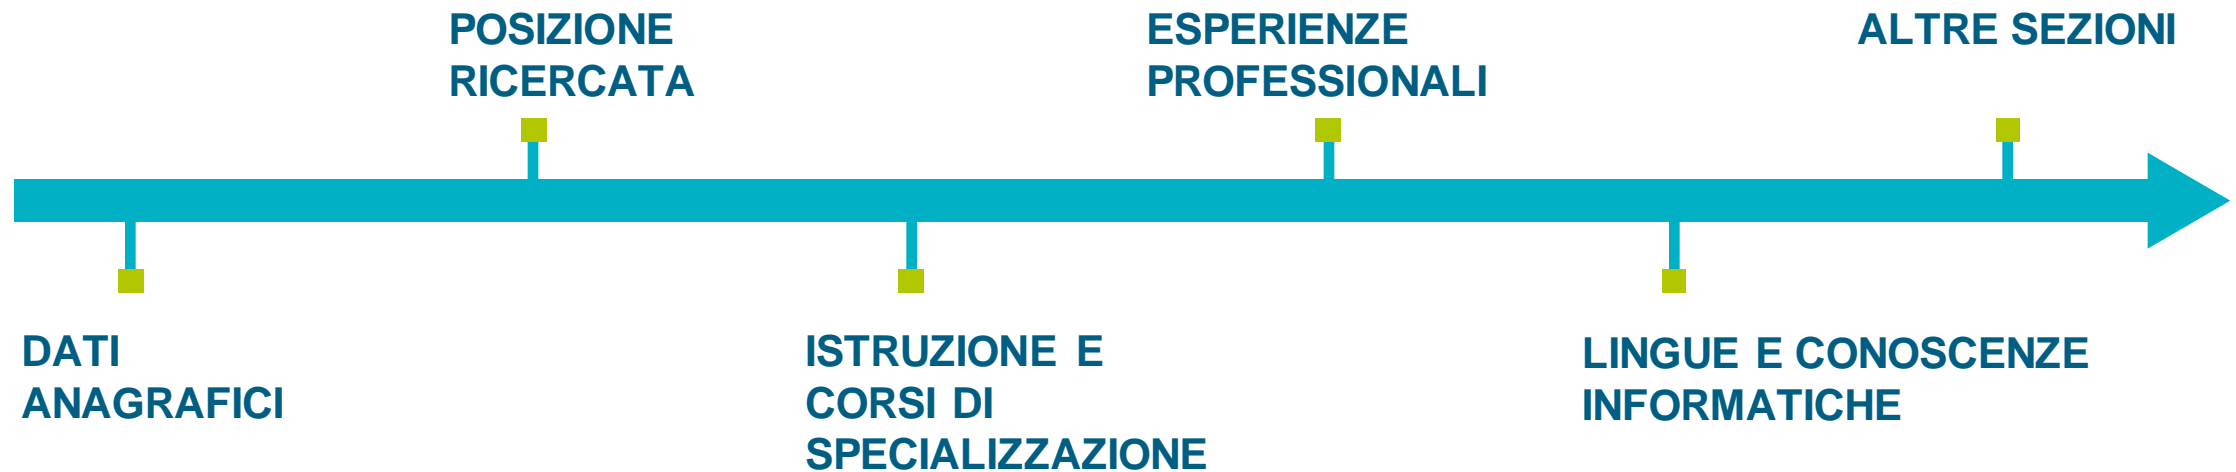 POSIZIONE
RICERCATA
ESPERIENZE
PROFESSIONALI
ALTRE SEZIONI
DATI
ANAGRAFICI
ISTRUZIONE E
CORSI DI
SPECIALIZZAZIONE
LINGUE E CONOSCENZE
INFORMATICHE